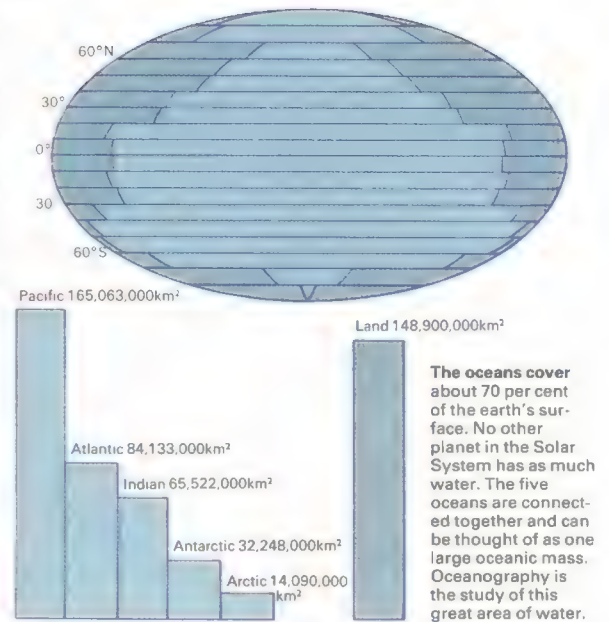 60°N
30°
0°
30
60°S
Pacific 165,063,000km²
Land 148,900,000km²
Atlantic 84,133,000km²
Indian 65,522,000km²
Antarctic 32,248,000km²
Arctic 14,090,000
km²
The oceans cover
about 70 per cent
of the earth's sur-
face. No other
planet in the Solar
System has as much
water. The five
oceans are connect-
ed together and can
be thought of as one
large oceanic mass.
Oceanography is
the study of this
great area of water.